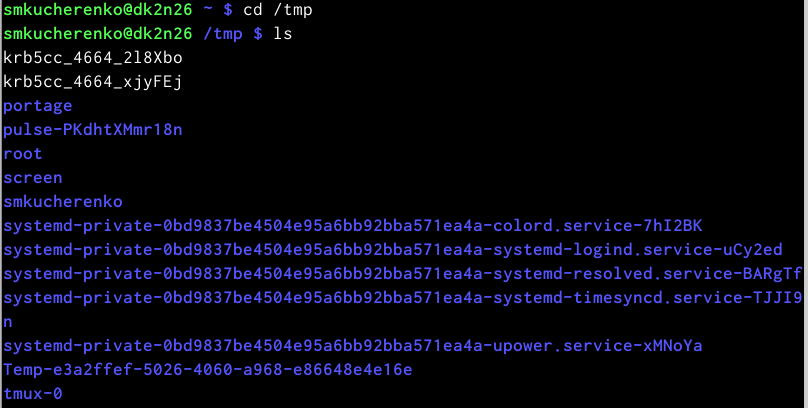 smkucherenko@dk2n26 ~ $ cd /tmp
smkucherenko@dk2n26 /tmp $ ls
krb5cc_4664_2l8Xbo
krb5cc_4664_xjyFEj
portage
pulse-PKdhtXMmr18n
root
screen
smkucherenko
systemd-private-0bd9837be4504e95a6bb92bba571ea4a-colord.service-7hI2BK
systemd-private-0bd9837be4504e95a6bb92bba571ea4a-systemd-logind.service-uCy2ed
systemd-private-0bd9837be4504e95a6bb92bba571ea4a-systemd-resolved.service-BARgTf
systemd-private-0bd9837be4504e95a6bb92bba571ea4a-systemd-timesyncd.service-TJJI9
n
systemd-private-0bd9837be4504e95a6bb92bba571ea4a-upower.service-xMNoYa
Temp-e3a2ffef-5026-4060-a968-e86648e4e16e
tmux-0